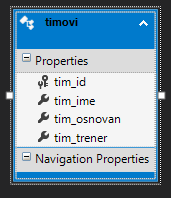 timovi
Properties
tim_id
tim_ime
tim_osnovan
tim_trener
Navigation Properties